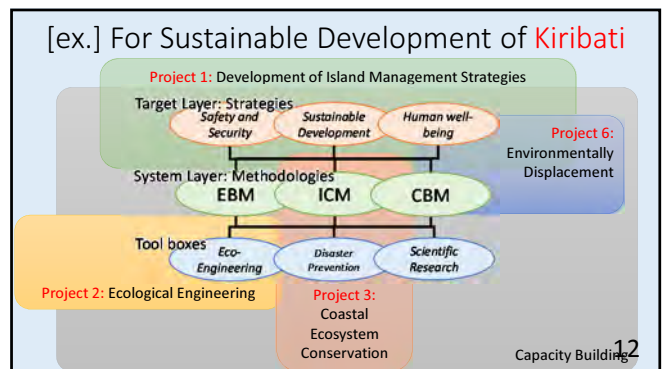 [ex.] For Sustainable Development of Kiribati
Project 1: Development of Island Management Strategies
Target Layer: Strategies
Safety and
Security
Sustainable
Development
Human well-
being
Project 6:
Environmentally
Displacement
System Layer: Methodologies
EBM
ICM
CBM
Tool boxes
Eco-
Engineering
Disaster
Prevention
Scientific
Research
Project 2: Ecological Engineering
Project 3:
Coastal
Ecosystem
Conservation
Capacity Building
12